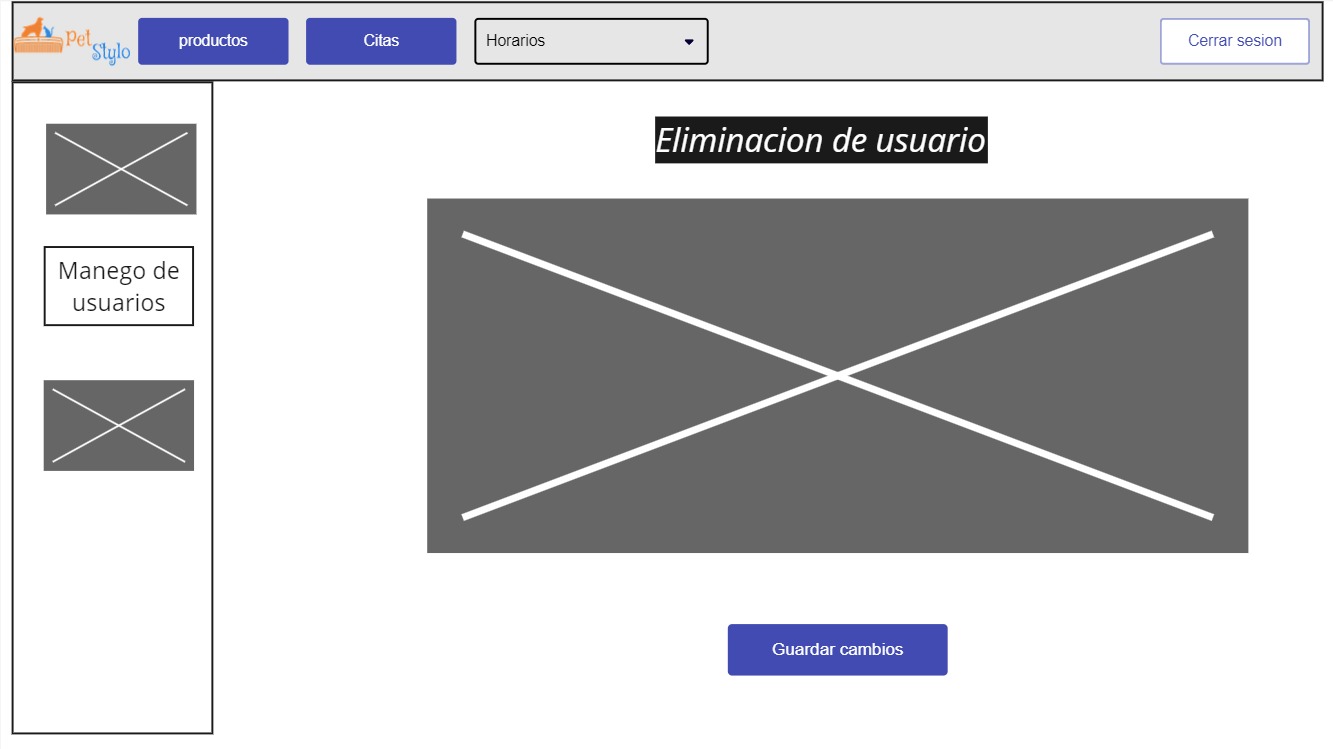 pet
Stylo
productos
Citas
Horarios
Cerrar sesion
Eliminacion de usuario
Manego de
usuarios
Guardar cambios